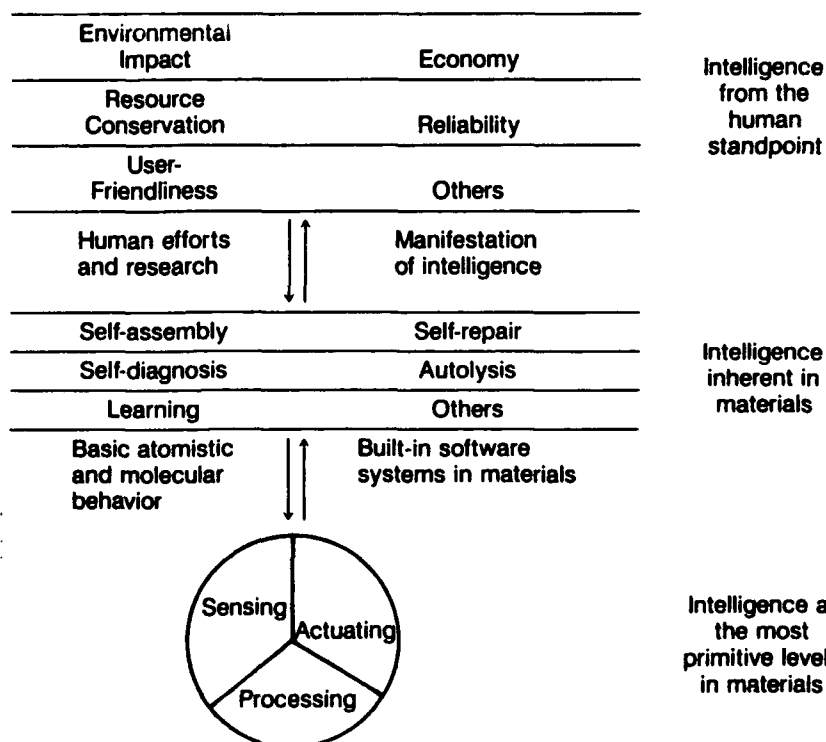 Environmental
Impact
Economy
Intelligence
from the
human
standpoint
Resource
Conservation
Reliability
User-
Friendliness
Others
Human efforts
and research
Manifestation
of intelligence
Self-assembly
Self-repair
Intelligence
inherent in
materials
Self-diagnosis
Autolysis
Learning
Others
Basic atomistic
and molecular
behavior
Built-in software
systems in materials
Sensing
Actuating
Processing
Intelligence a
the most
primitive level
in materials